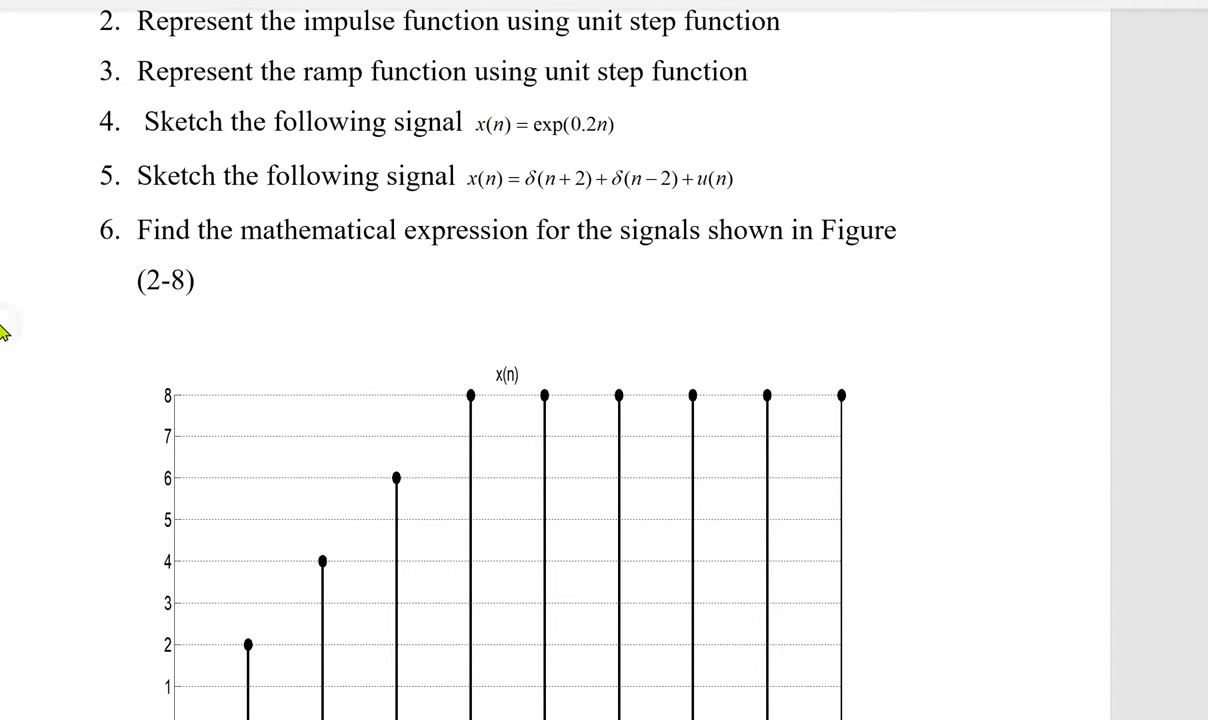 2. Represent the impulse function using unit step function
3. Represent the ramp function using unit step function
4. Sketch the following signal x(n) = exp(0.2n)
5. Sketch the following signal x(n) = δ(n+2)+δ(n−2)+u(n)
6. Find the mathematical expression for the signals shown in Figure
(2-8)
x(n)
8
7
6
5
4
3
2
1